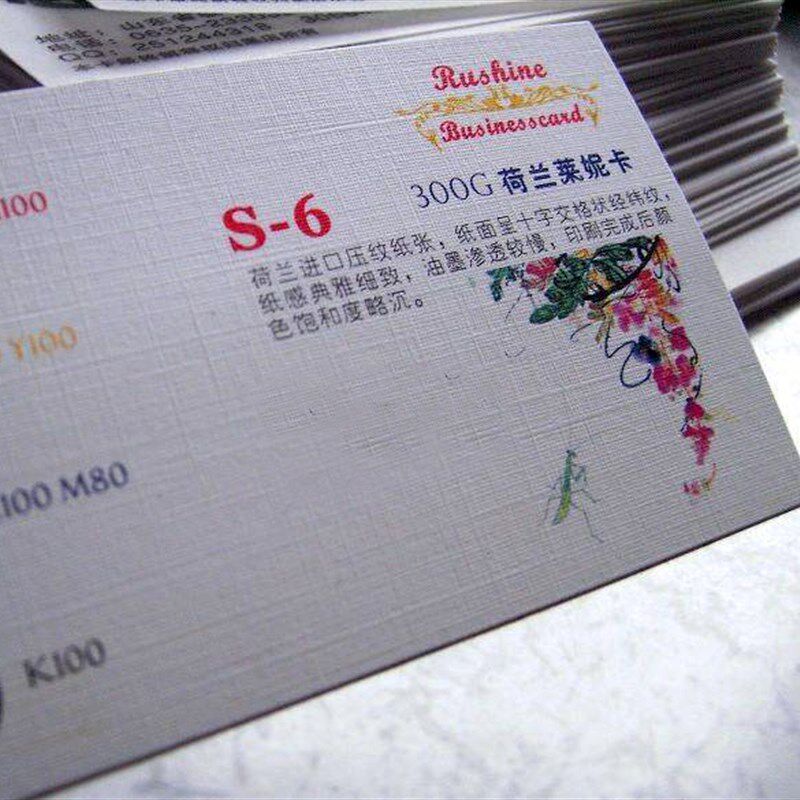 Rushine
Businesscard
300G 荷兰莱妮卡
S-6
荷兰进口压纹纸张，纸面呈十字交格状经纬纹，
纸感典雅细致，油墨渗透较慢，印刷完成后颜
色饱和度略沉。
100
Y100
100 M80
K100